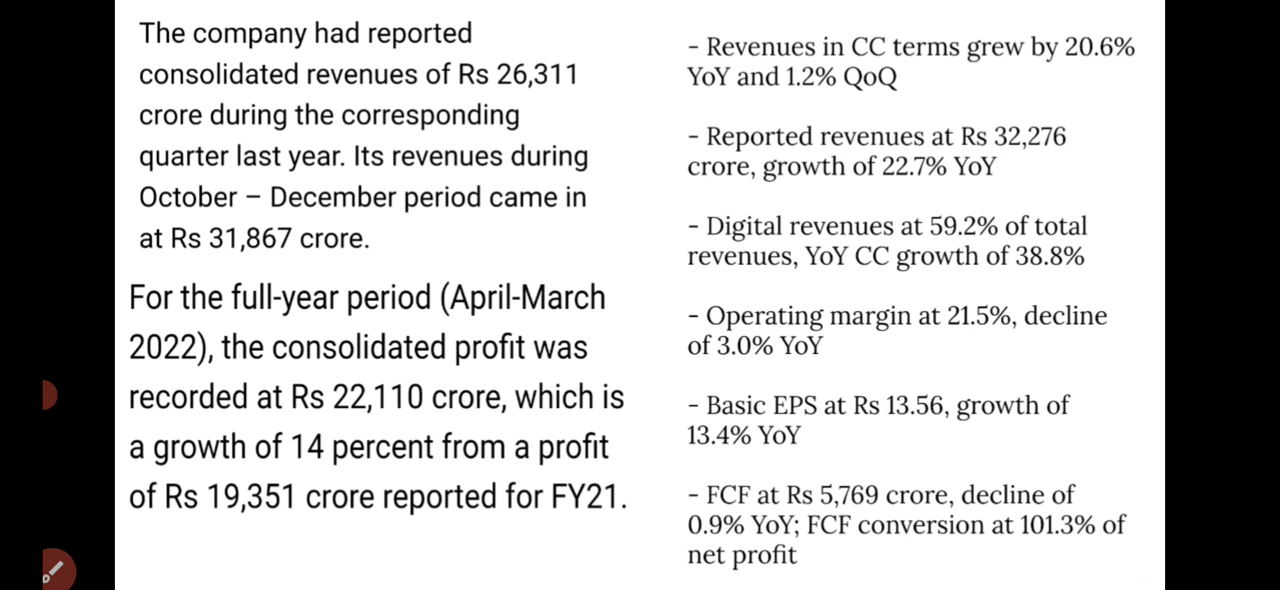 The company had reported
consolidated revenues of Rs 26,311
crore during the corresponding
quarter last year. Its revenues during
October – December period came in
at Rs 31,867 crore.
For the full-year period (April-March
2022), the consolidated profit was
recorded at Rs 22,110 crore, which is
a growth of 14 percent from a profit
of Rs 19,351 crore reported for FY21.
- Revenues in CC terms grew by 20.6%
YoY and 1.2% QoQ
- Reported revenues at Rs 32,276
crore, growth of 22.7% YoY
- Digital revenues at 59.2% of total
revenues, YoY CC growth of 38.8%
- Operating margin at 21.5%, decline
of 3.0% YoY
- Basic EPS at Rs 13.56, growth of
13.4% YoY
- FCF at Rs 5,769 crore, decline of
0.9% YoY; FCF conversion at 101.3% of
net profit